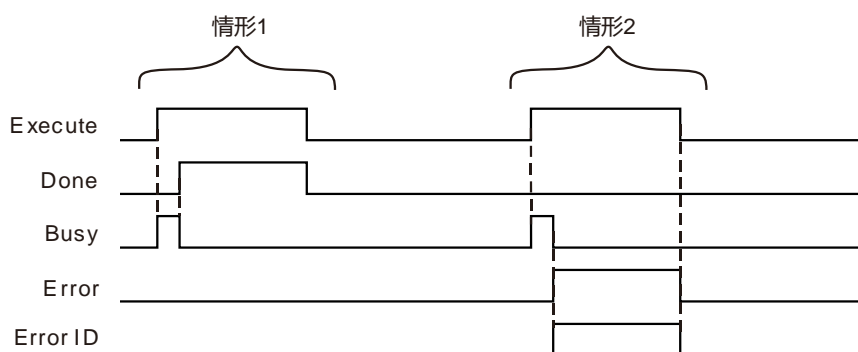 情形1
情形2
Execute
Done
Busy
Error
Error ID